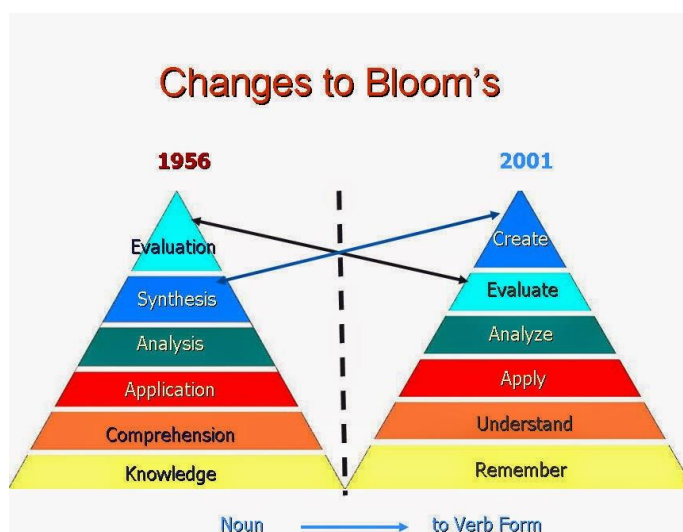 Changes to Bloom's
1956
Evaluation
Synthesis
Analysis
Application
Comprehension
Knowledge
2001
Create
Evaluate
Analyze
Apply
Understand
Remember
Noun to Verb Form